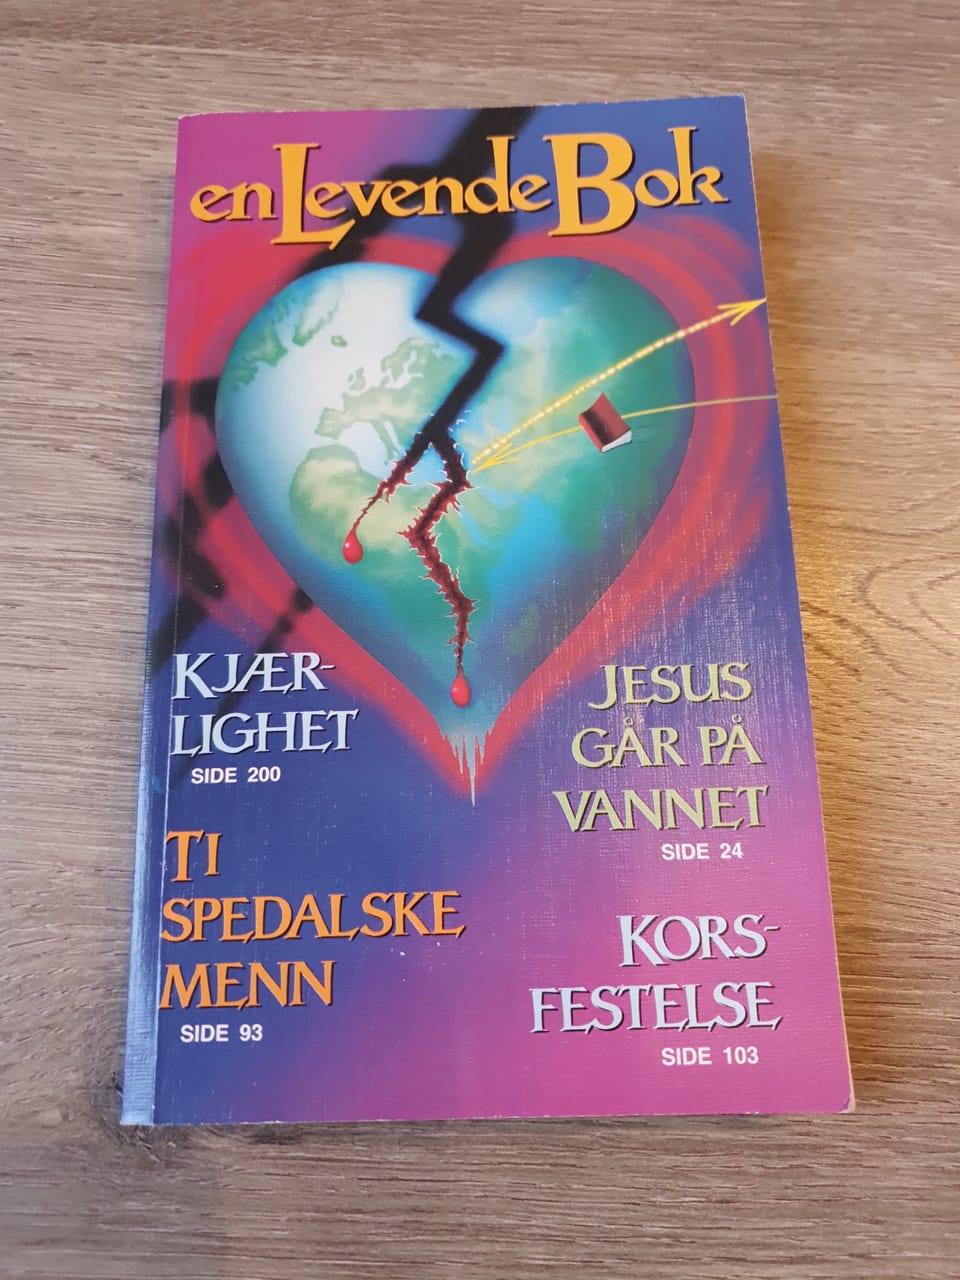 en Levende Bok
KJÆR-
LIGHET
SIDE 200
JESUS
GÅR PÅ
VANNET
SIDE 24
TI
SPEDALSKE
MENN
SIDE 93
KORS-
FESTELSE
SIDE 103